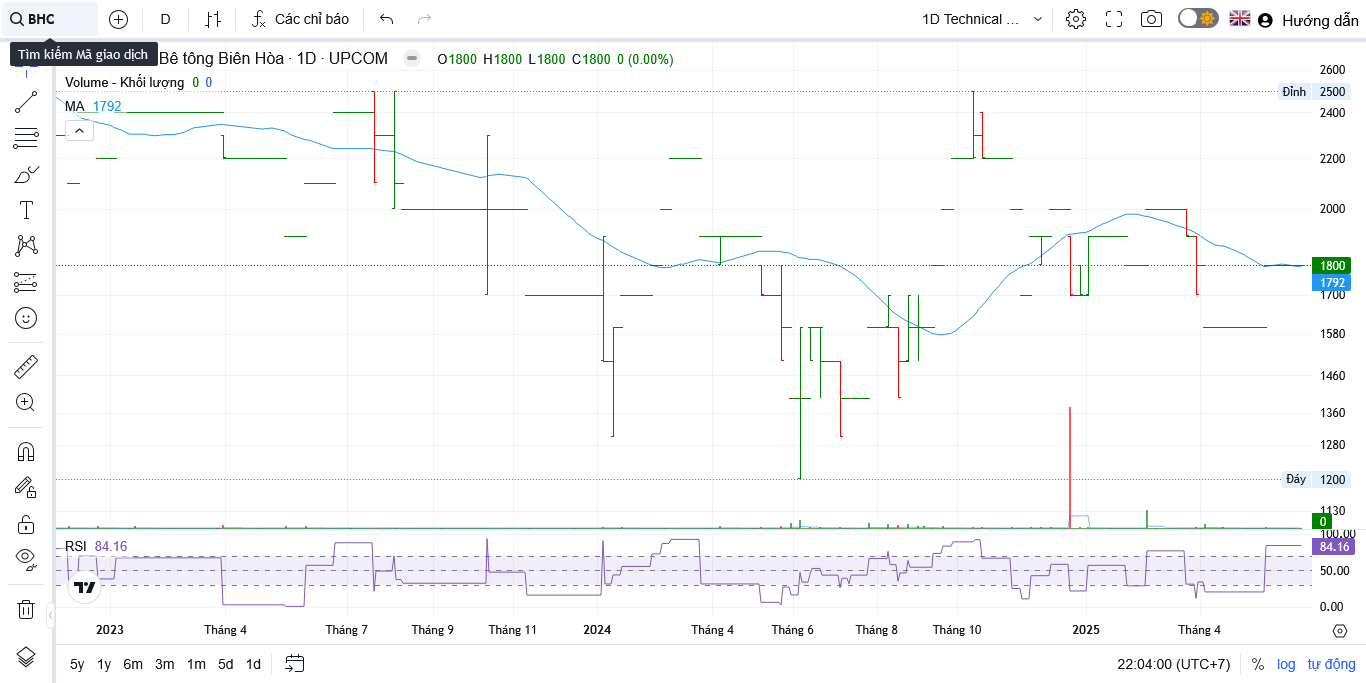 BHC
D
Các chỉ báo
1D Technical ...
Hướng dẫn
Tìm kiếm Mã giao dịch
Bê tông Biên Hòa · 1D · UPCOM
O1800 H1800 L1800 C1800 0 (0.00%)
Volume - Khối lượng 0 0
MA 1792
2600
Đỉnh 2500
2400
2200
2000
1800
1792
1700
1580
1460
1360
1280
Đáy 1200
1130
0
100.00
RSI 84.16
84.16
50.00
0.00
2023 Tháng 4 Tháng 7 Tháng 9 Tháng 11 2024 Tháng 4 Tháng 6 Tháng 8 Tháng 10 2025 Tháng 4
5y 1y 6m 3m 1m 5d 1d
22:04:00 (UTC+7) % log tự động